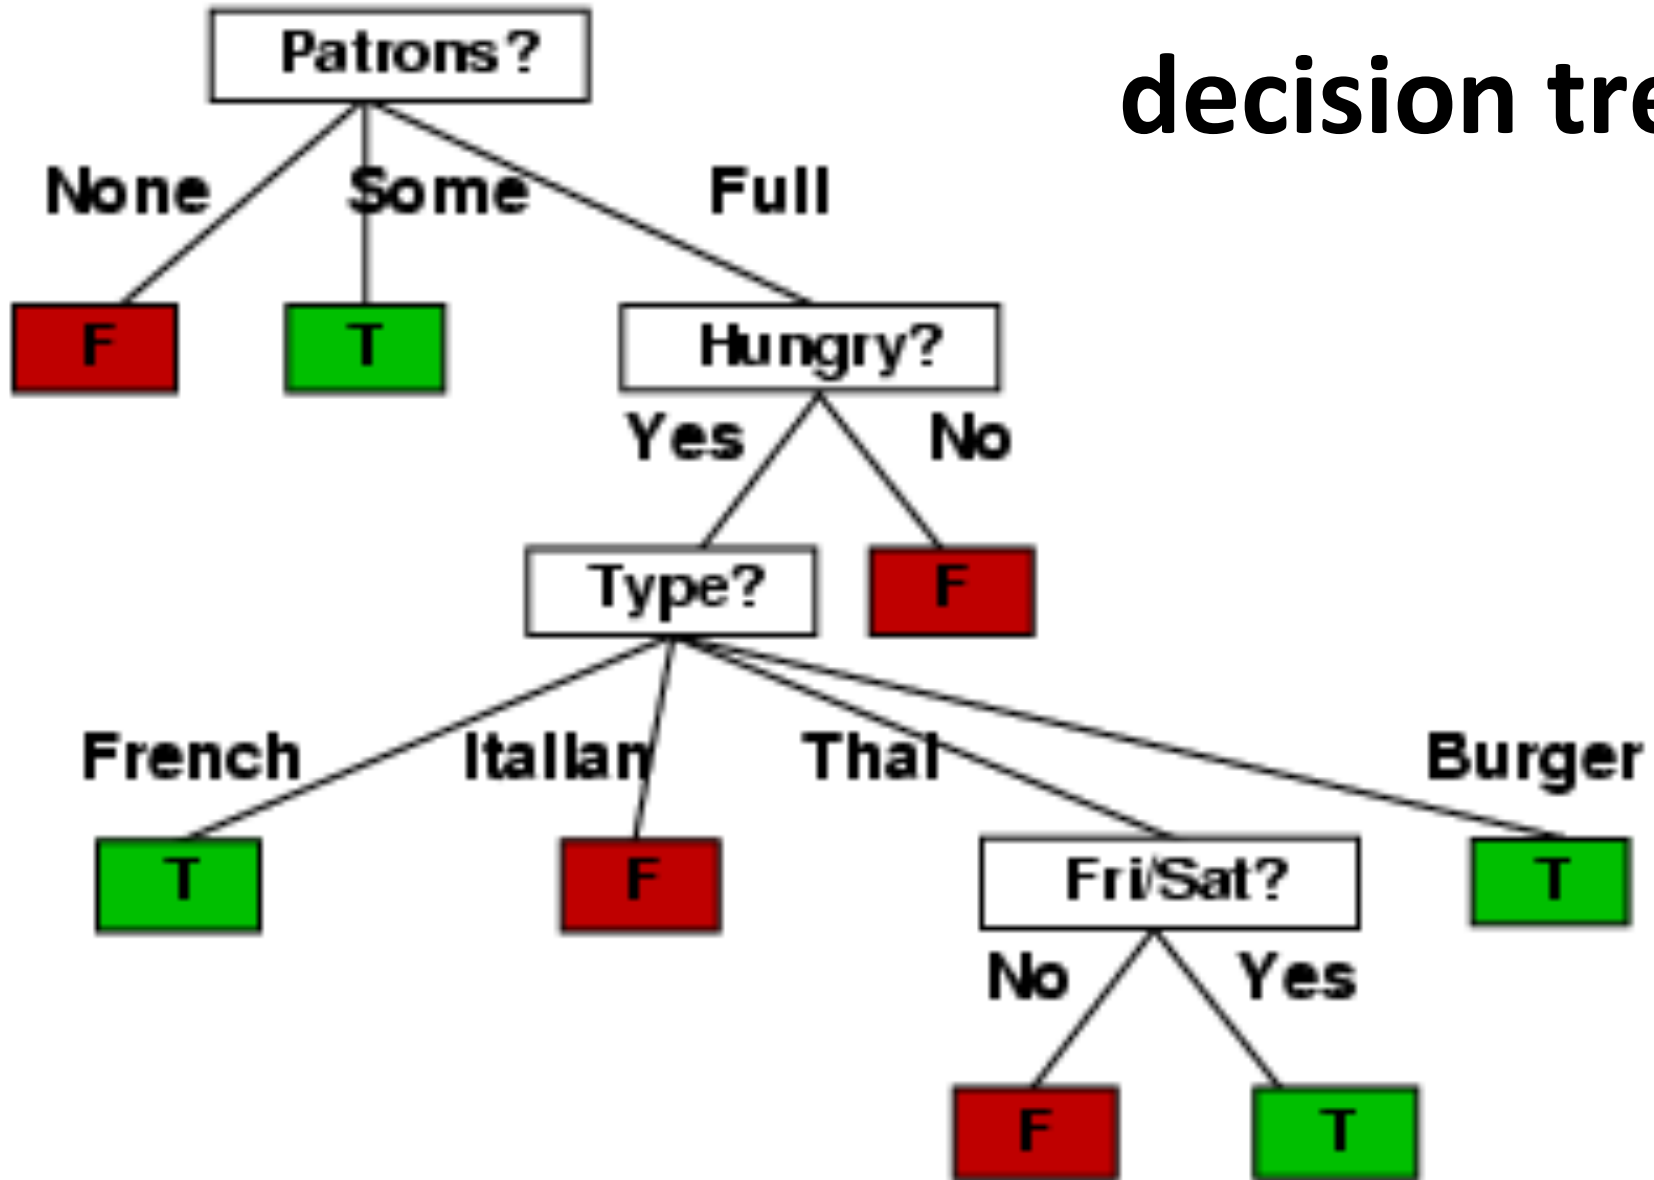 Patrons?
decision tre
None Some Full
F T Hungry?
Yes No
Type? F
French Italian Thai Burger
T F Fri/Sat? T
No Yes
F T